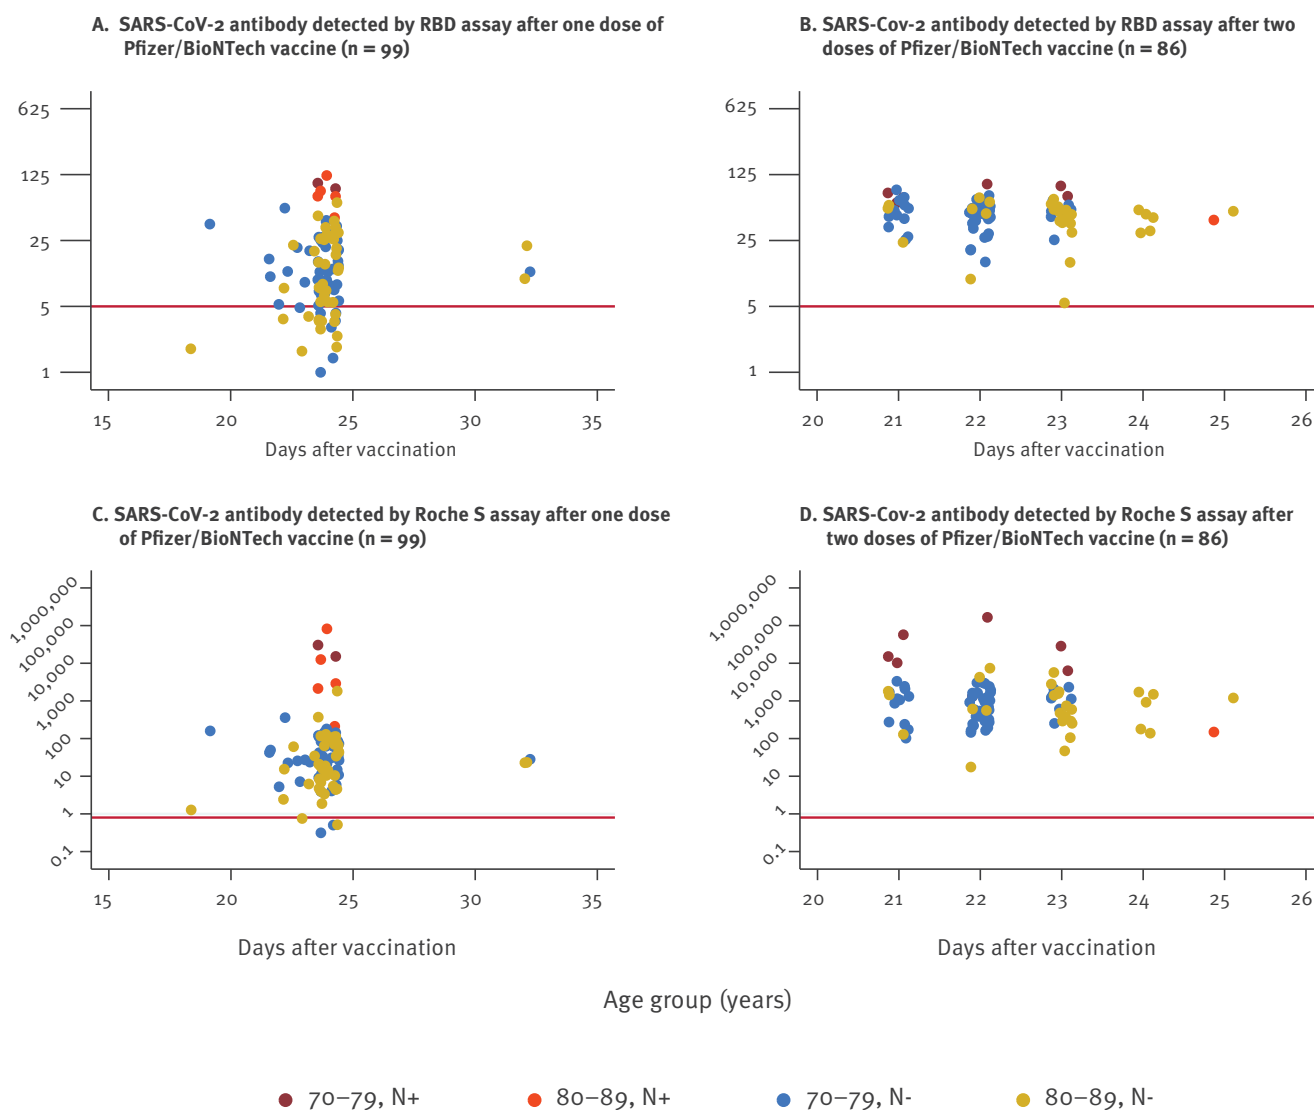 A. SARS-CoV-2 antibody detected by RBD assay after one dose of
Pfizer/BioNTech vaccine (n = 99)
625
125
25
5
1
15 20 25 30 35
Days after vaccination
B. SARS-Cov-2 antibody detected by RBD assay after two
doses of Pfizer/BioNTech vaccine (n = 86)
625
125
25
5
1
20 21 22 23 24 25 26
Days after vaccination
C. SARS-CoV-2 antibody detected by Roche S assay after one dose
of Pfizer/BioNTech vaccine (n = 99)
1,000,000
100,000
10,000
1,000
100
10
1
0.1
15 20 25 30 35
Days after vaccination
D. SARS-Cov-2 antibody detected by Roche S assay after
two doses of Pfizer/BioNTech vaccine (n = 86)
1,000,000
100,000
10,000
1,000
100
10
1
0.1
20 21 22 23 24 25 26
Days after vaccination
Age group (years)
70–79, N+ 80–89, N+ 70–79, N- 80–89, N-